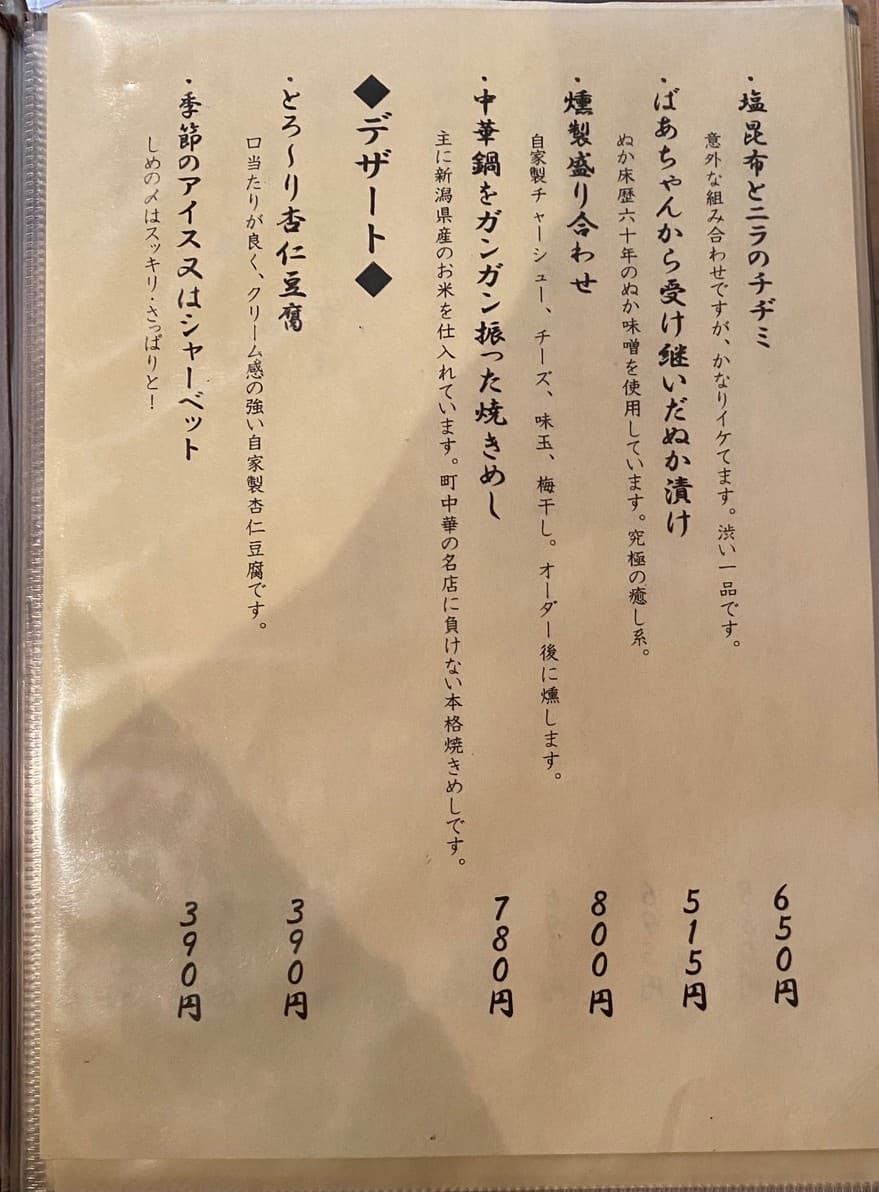 ・塩昆布とニラのチヂミ
650円
意外な組み合わせですが、かなりイケてます。渋い一品です。
・ばあちゃんから受け継いだぬか漬け
515円
ぬか床歴六十年のぬか味噌を使用しています。究極の癒し系。
・燻製盛り合わせ
800円
自家製チャーシュー、チーズ、味玉、梅干し。オーダー後に燻します。
・中華鍋をガンガン振った焼きめし
780円
主に新潟県産のお米を仕入れています。町中華の名店に負けない本格焼きめしです。
◆デザート◆
・とろ～り杏仁豆腐
390円
口当たりが良く、クリーム感の強い自家製杏仁豆腐です。
・季節のアイス又はシャーベット
390円
しめの〆はスッキリ・さっぱりと！